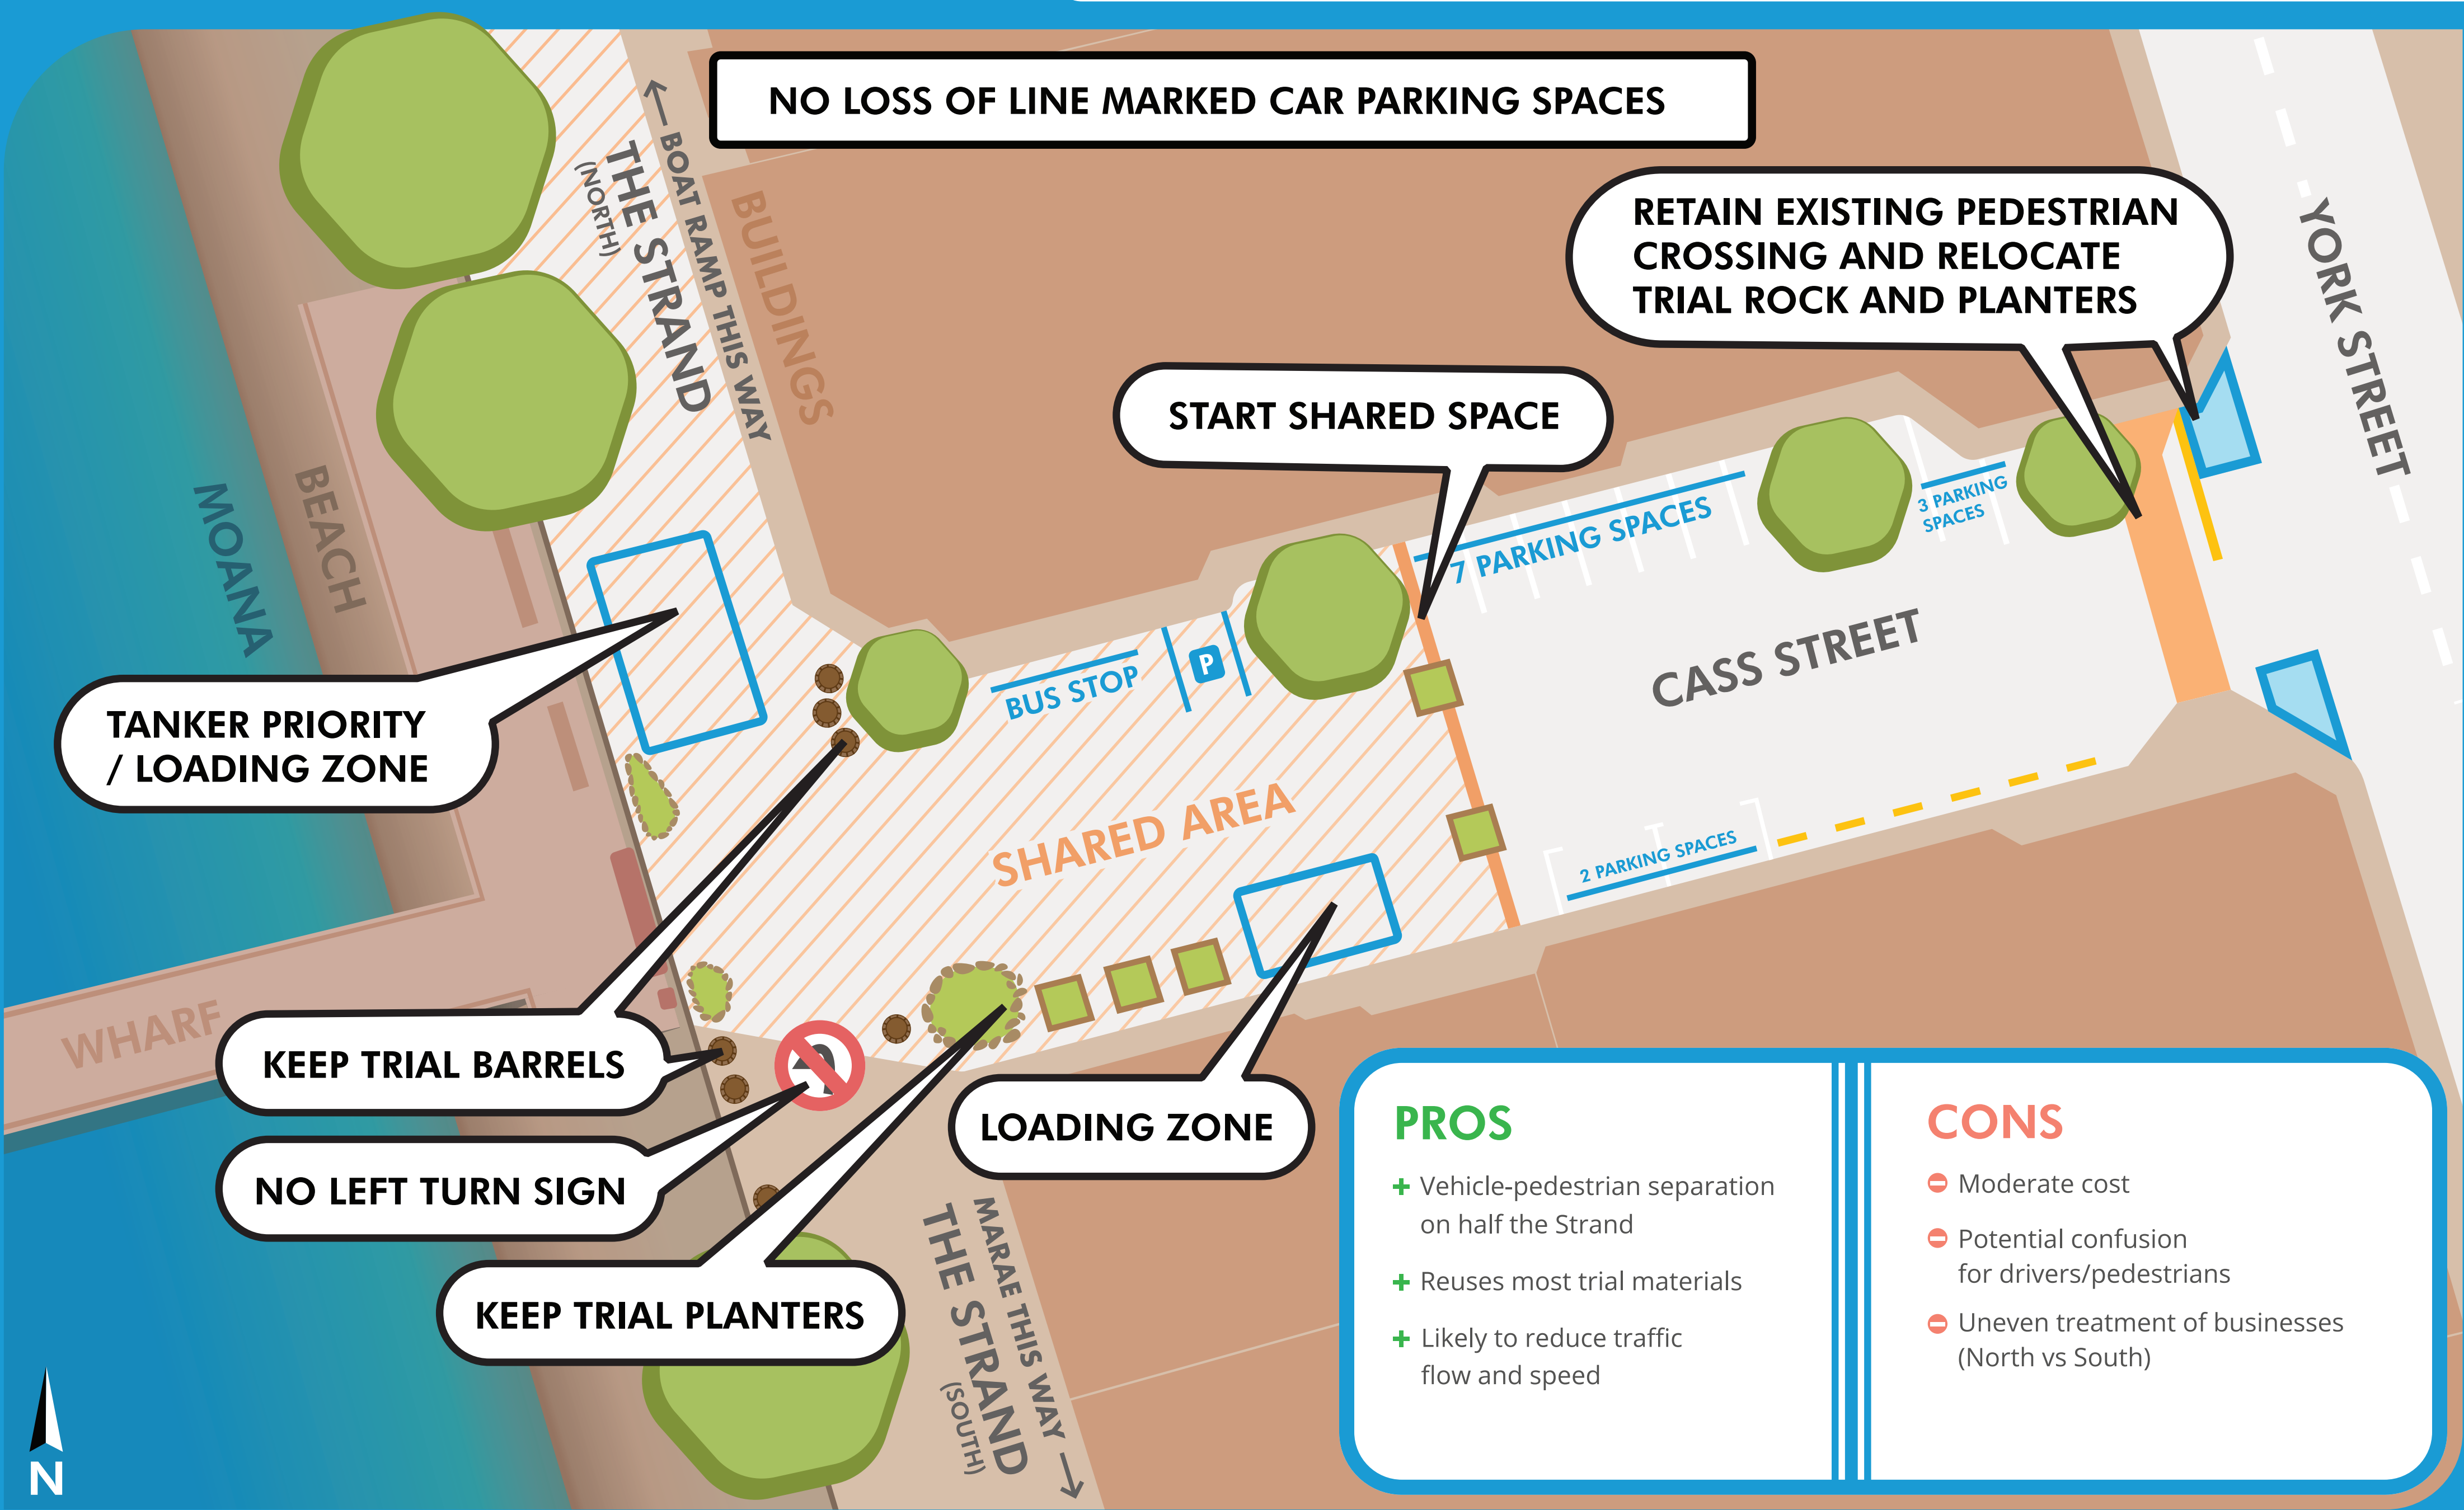 NO LOSS OF LINE MARKED CAR PARKING SPACES
← BOAT RAMP THIS WAY
THE STRAND
(NORTH)
BUILDINGS
RETAIN EXISTING PEDESTRIAN
CROSSING AND RELOCATE
TRIAL ROCK AND PLANTERS
YORK STREET
START SHARED SPACE
MOANA
BEACH
7 PARKING SPACES
3 PARKING
SPACES
CASS STREET
BUS STOP
P
TANKER PRIORITY
/ LOADING ZONE
SHARED AREA
2 PARKING SPACES
WHARF
KEEP TRIAL BARRELS
NO LEFT TURN SIGN
LOADING ZONE
KEEP TRIAL PLANTERS
MARAE THIS WAY →
THE STRAND
(SOUTH)
N
PROS
+ Vehicle-pedestrian separation
on half the Strand
+ Reuses most trial materials
+ Likely to reduce traffic
flow and speed
CONS
Moderate cost
Potential confusion
for drivers/pedestrians
Uneven treatment of businesses
(North vs South)